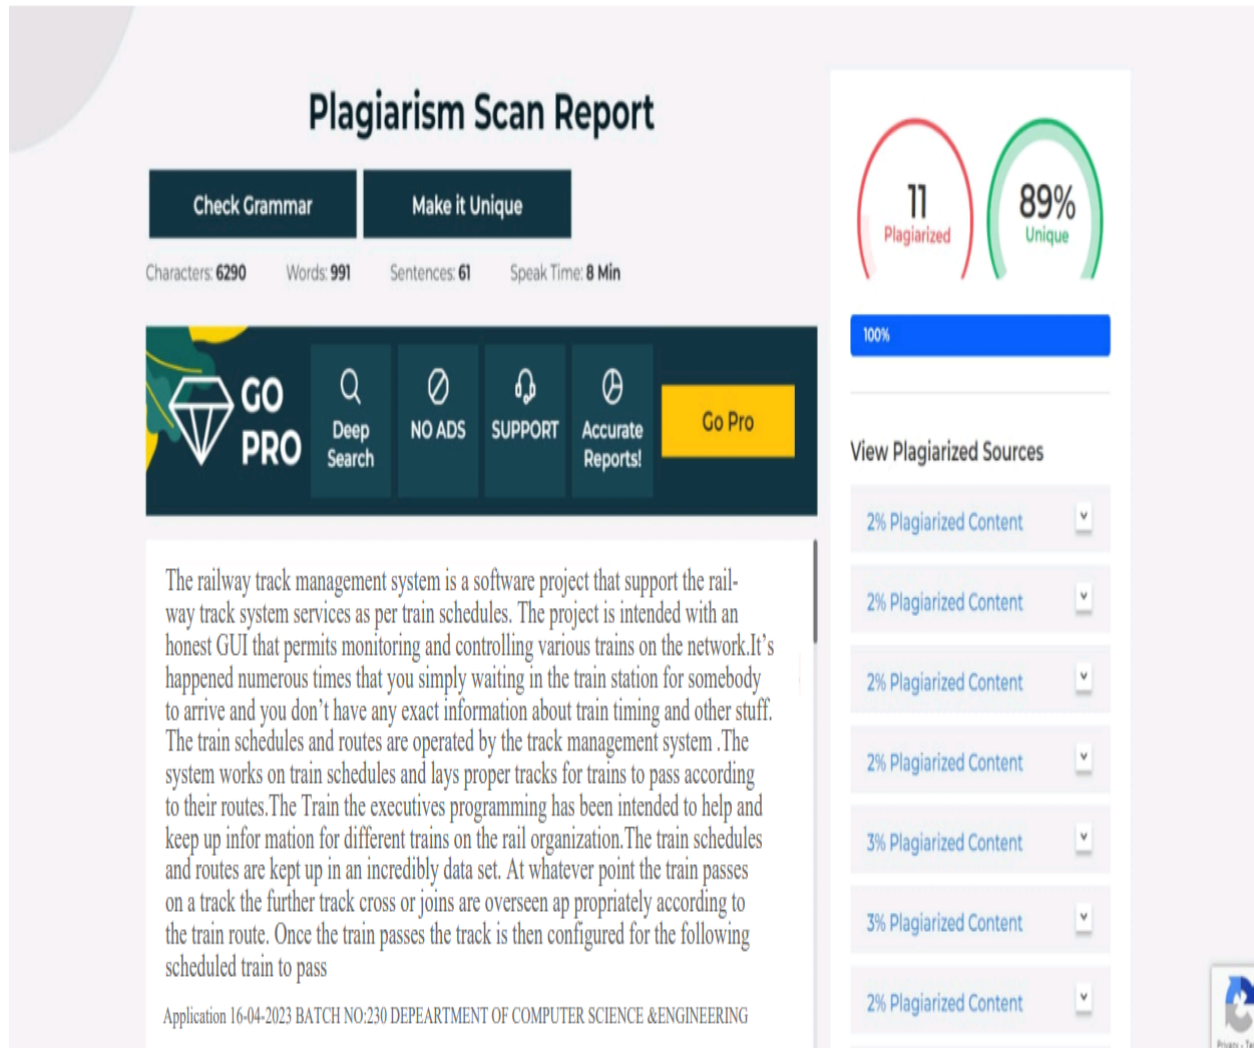 Plagiarism Scan Report
Check Grammar
Make it Unique
Characters: 6290 Words: 991 Sentences: 61 Speak Time: 8 Min
GO
PRO
Deep
Search
NO ADS
SUPPORT
Accurate
Reports!
Go Pro
The railway track management system is a software project that support the rail-
way track system services as per train schedules. The project is intended with an
honest GUI that permits monitoring and controlling various trains on the network.It's
happened numerous times that you simply waiting in the train station for somebody
to arrive and you don't have any exact information about train timing and other stuff.
The train schedules and routes are operated by the track management system .The
system works on train schedules and lays proper tracks for trains to pass according
to their routes.The Train the executives programming has been intended to help and
keep up infor mation for different trains on the rail organization.The train schedules
and routes are kept up in an incredibly data set. At whatever point the train passes
on a track the further track cross or joins are overseen ap propriately according to
the train route. Once the train passes the track is then configured for the following
scheduled train to pass
Application 16-04-2023 BATCH NO:230 DEPEARTMENT OF COMPUTER SCIENCE &ENGINEERING
11
Plagiarized
89%
Unique
100%
View Plagiarized Sources
2% Plagiarized Content
2% Plagiarized Content
2% Plagiarized Content
2% Plagiarized Content
3% Plagiarized Content
3% Plagiarized Content
2% Plagiarized Content